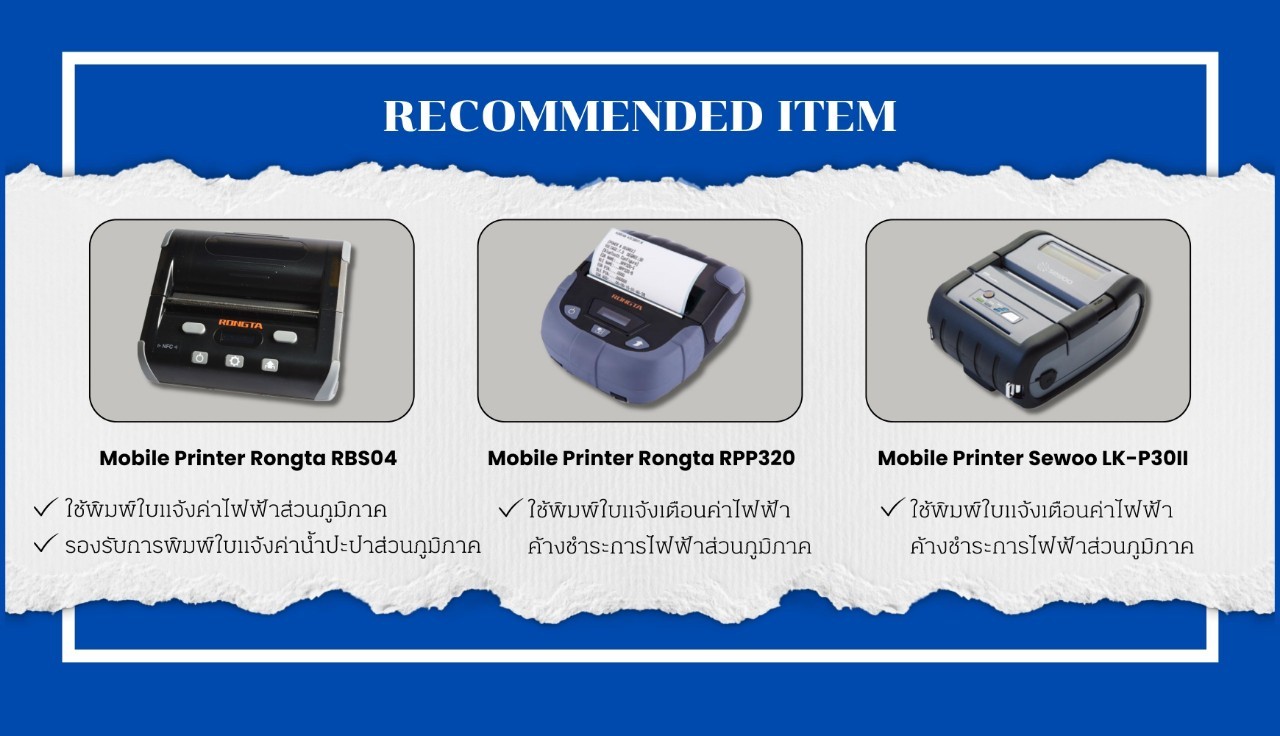 RECOMMENDED ITEM
RONGTA
NFC
RONGTA
Mobile Printer Rongta RBS04
Mobile Printer Rongta RPP320
Mobile Printer Sewoo LK-P30II
ใช้พิมพ์ใบแจ้งค่าไฟฟ้าส่วนภูมิภาค
รองรับการพิมพ์ใบแจ้งค่าน้ำปะปาส่วนภูมิภาค
ใช้พิมพ์ใบแจ้งเตือนค่าไฟฟ้า
ค้างชำระการไฟฟ้าส่วนภูมิภาค
ใช้พิมพ์ใบแจ้งเตือนค่าไฟฟ้า
ค้างชำระการไฟฟ้าส่วนภูมิภาค